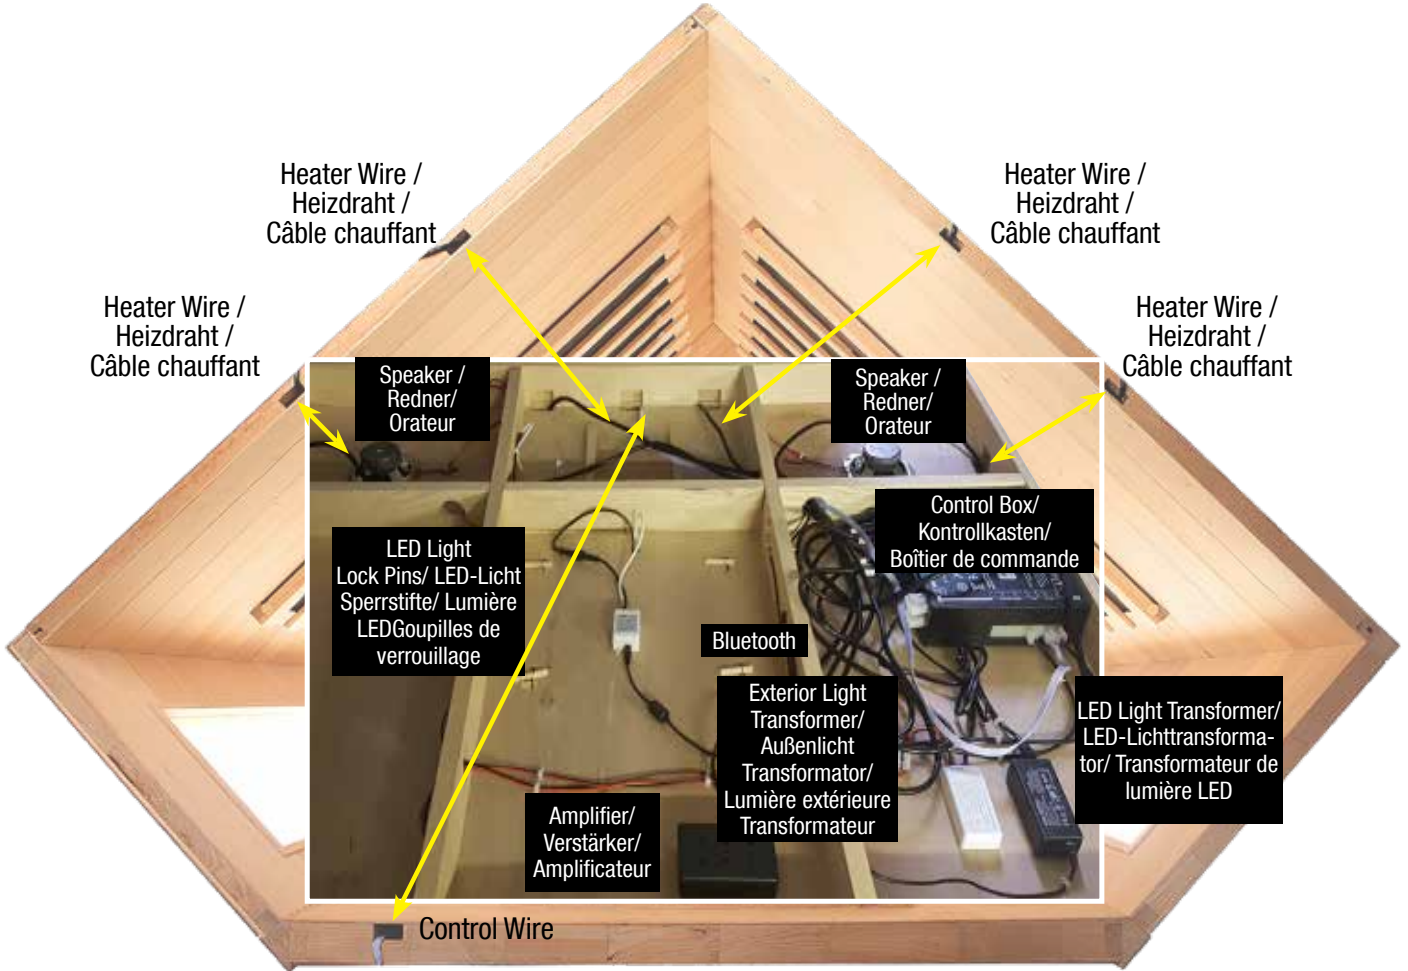 Heater Wire /
Heizdraht /
Câble chauffant
Heater Wire /
Heizdraht /
Câble chauffant
Heater Wire /
Heizdraht /
Câble chauffant
Heater Wire /
Heizdraht /
Câble chauffant
Speaker /
Redner/
Orateur
Speaker /
Redner/
Orateur
Control Box/
Kontrollkasten/
Boîtier de commande
LED Light
Lock Pins/ LED-Licht
Sperrstifte/ Lumière
LEDGoupilles de
verrouillage
Bluetooth
Exterior Light
Transformer/
Außenlicht
Transformator/
Lumière extérieure
Transformateur
LED Light Transformer/
LED-Lichttransforma-
tor/ Transformateur de
lumière LED
Amplifier/
Verstärker/
Amplificateur
Control Wire